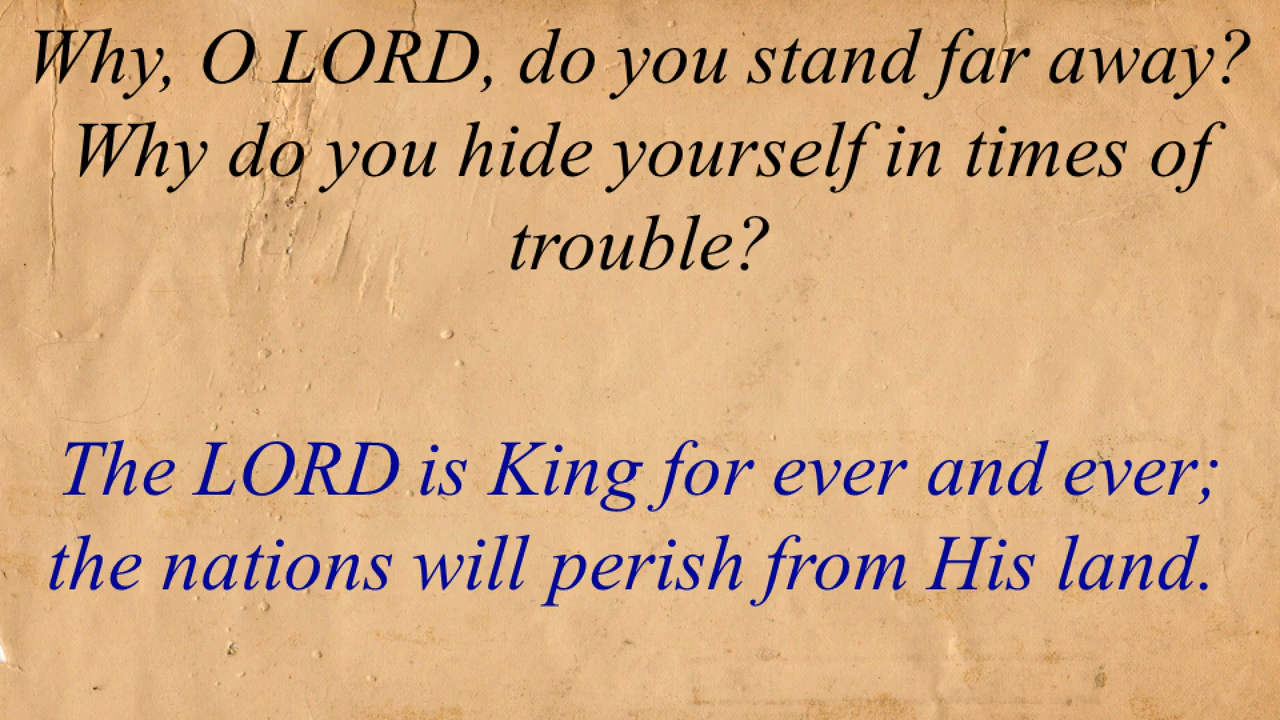 Why, O LORD, do you stand far away?
Why do you hide yourself in times of
trouble?
The LORD is King for ever and ever;
the nations will perish from His land.